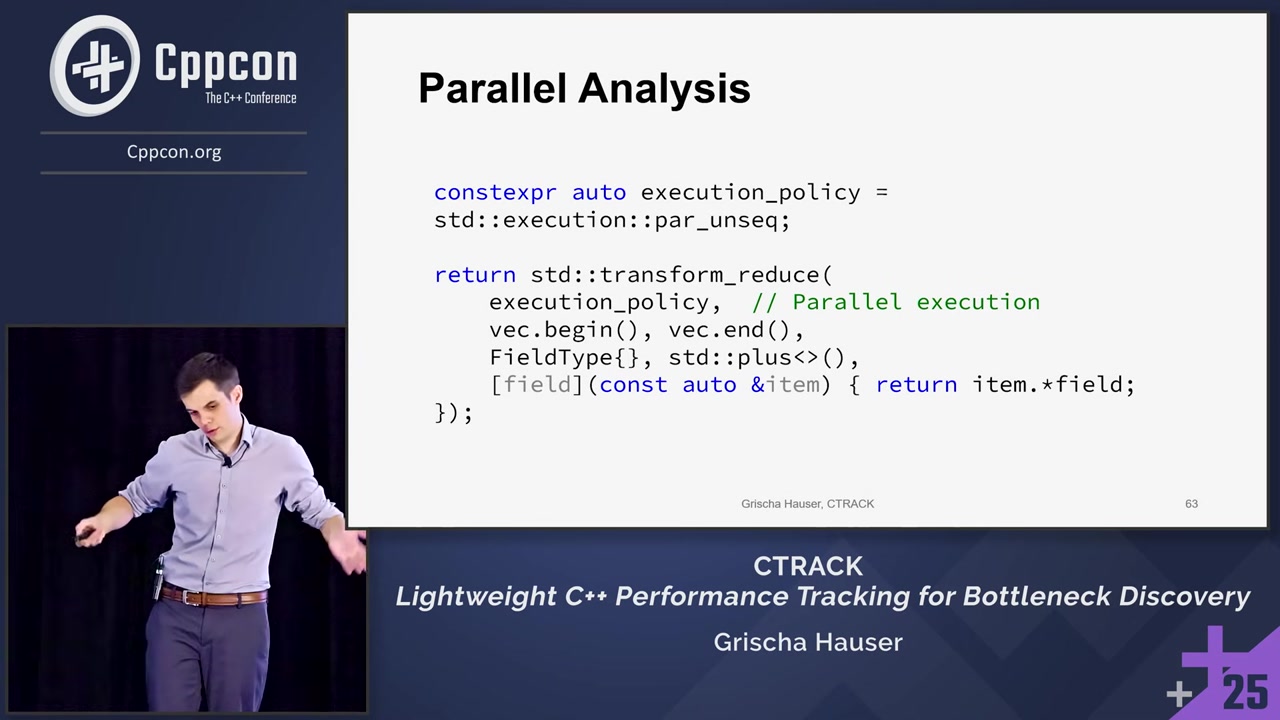 Cppcon
The C++ Conference
Cppcon.org
Parallel Analysis
constexpr auto execution_policy =
std::execution::par_unseq;
return std::transform_reduce(
execution_policy,  // Parallel execution
vec.begin(), vec.end(),
FieldType{}, std::plus<>(),
[field](const auto &item) { return item.*field;
});
Grischa Hauser, CTRACK
63
CTRACK
Lightweight C++ Performance Tracking for Bottleneck Discovery
Grischa Hauser
25